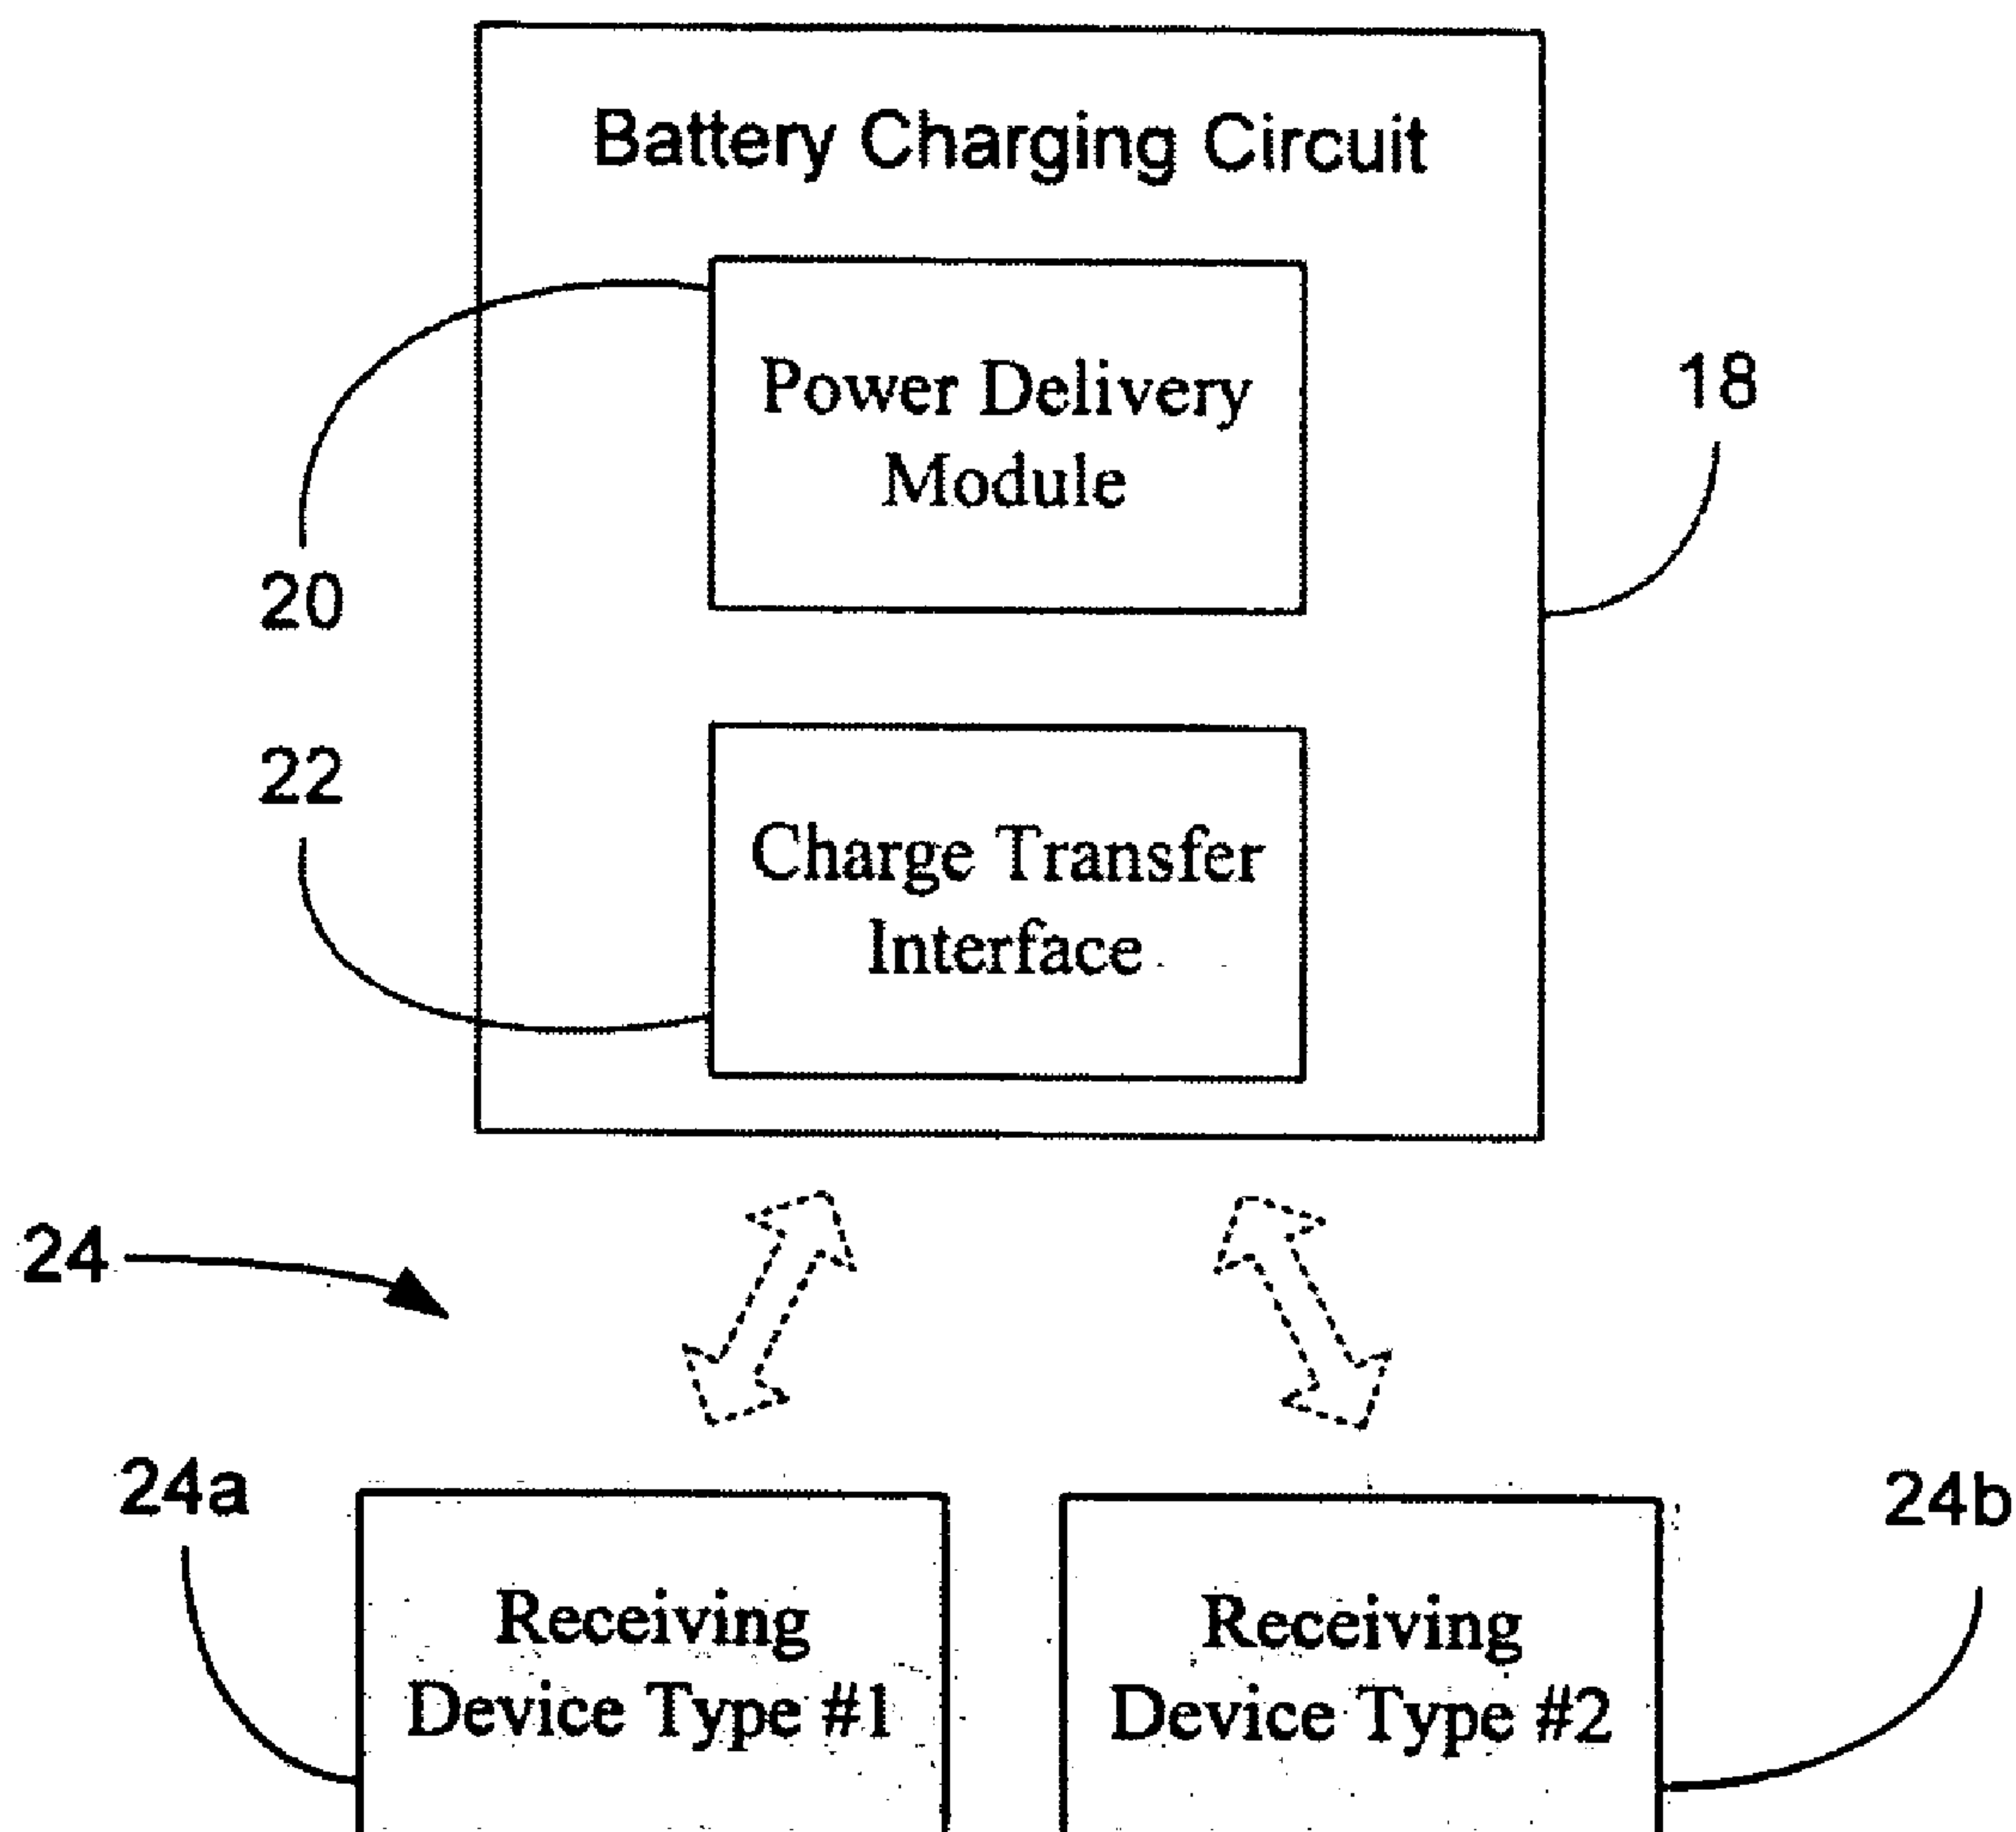 Battery Charging Circuit
Power Delivery
Module
18
20
22
Charge Transfer
Interface
24
24a
24b
Receiving
Device Type #1
Receiving
Device Type #2